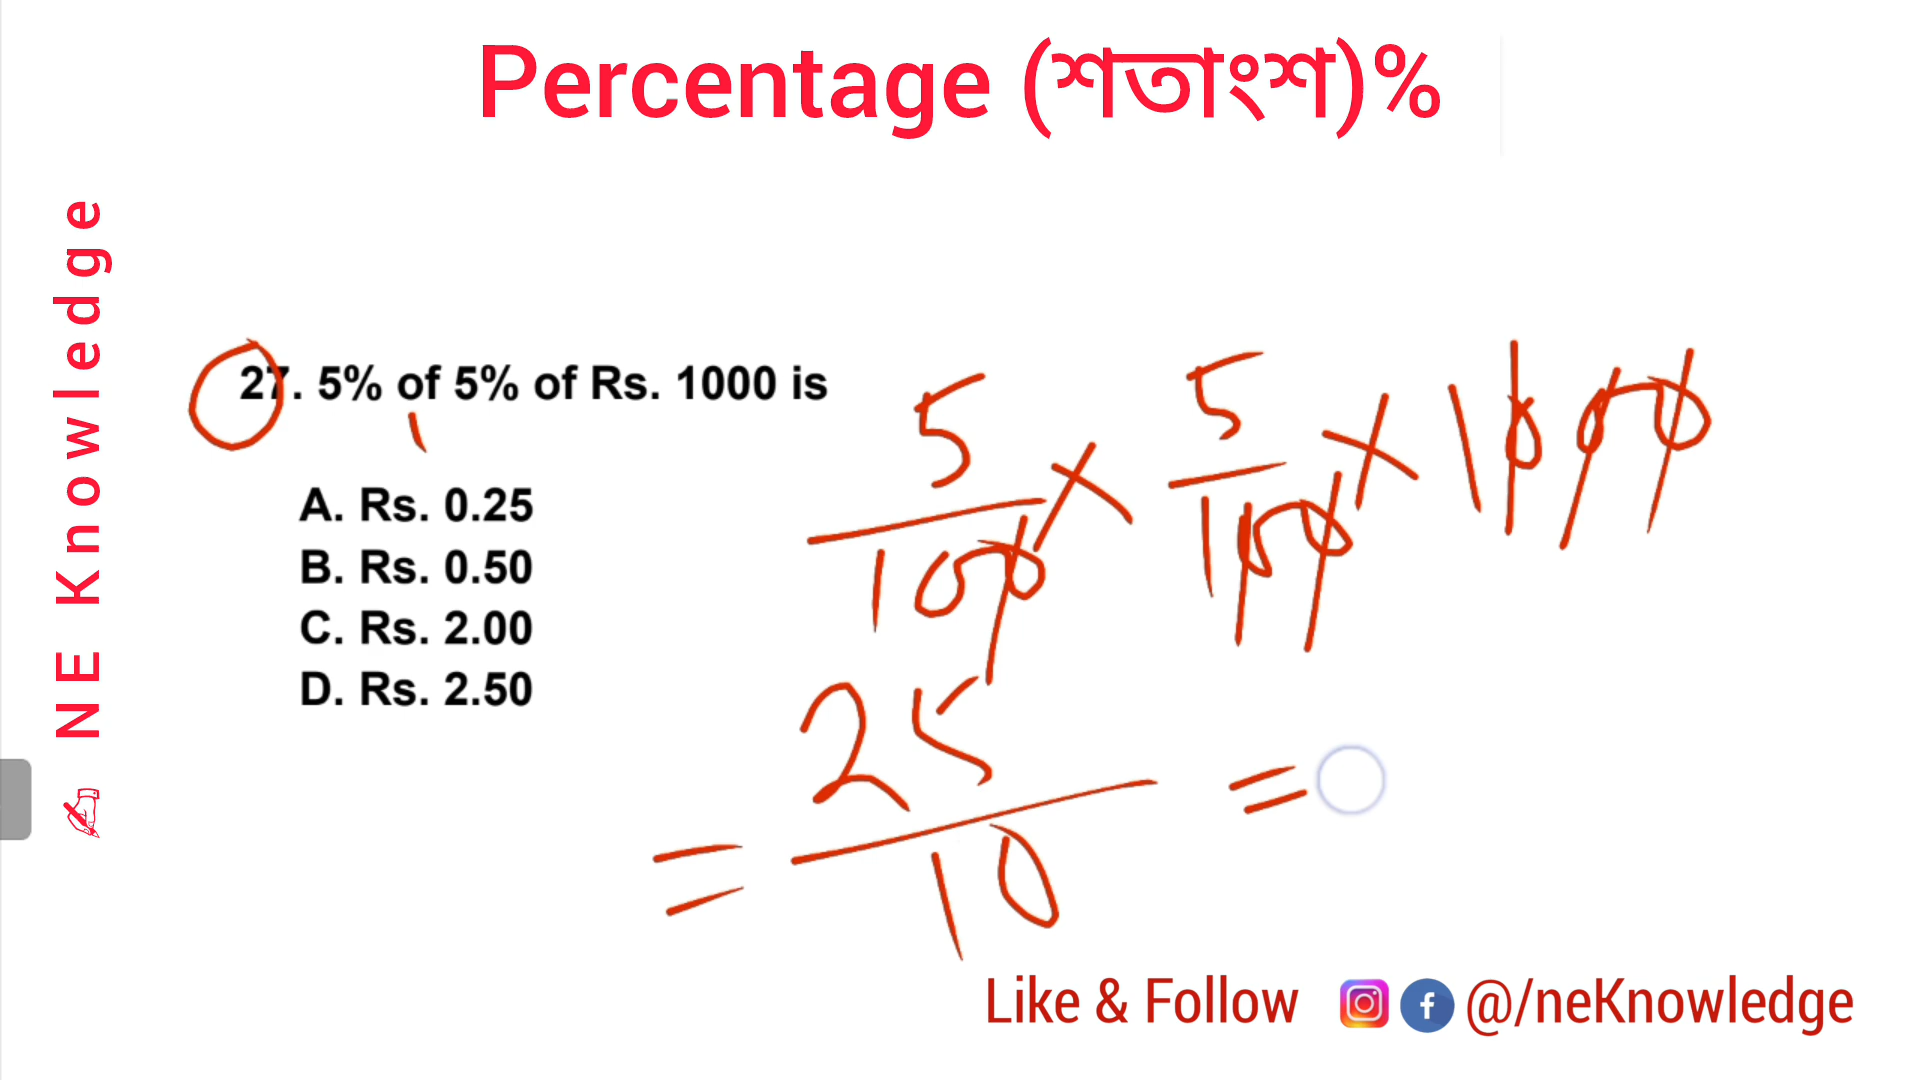 Percentage (শতাংশ)%
NE Knowledge
27. 5% of 5% of Rs. 1000 is
A. Rs. 0.25
B. Rs. 0.50
C. Rs. 2.00
D. Rs. 2.50
5/100 × 5/100 × 1000
= 25/10 =
Like & Follow @/neKnowledge